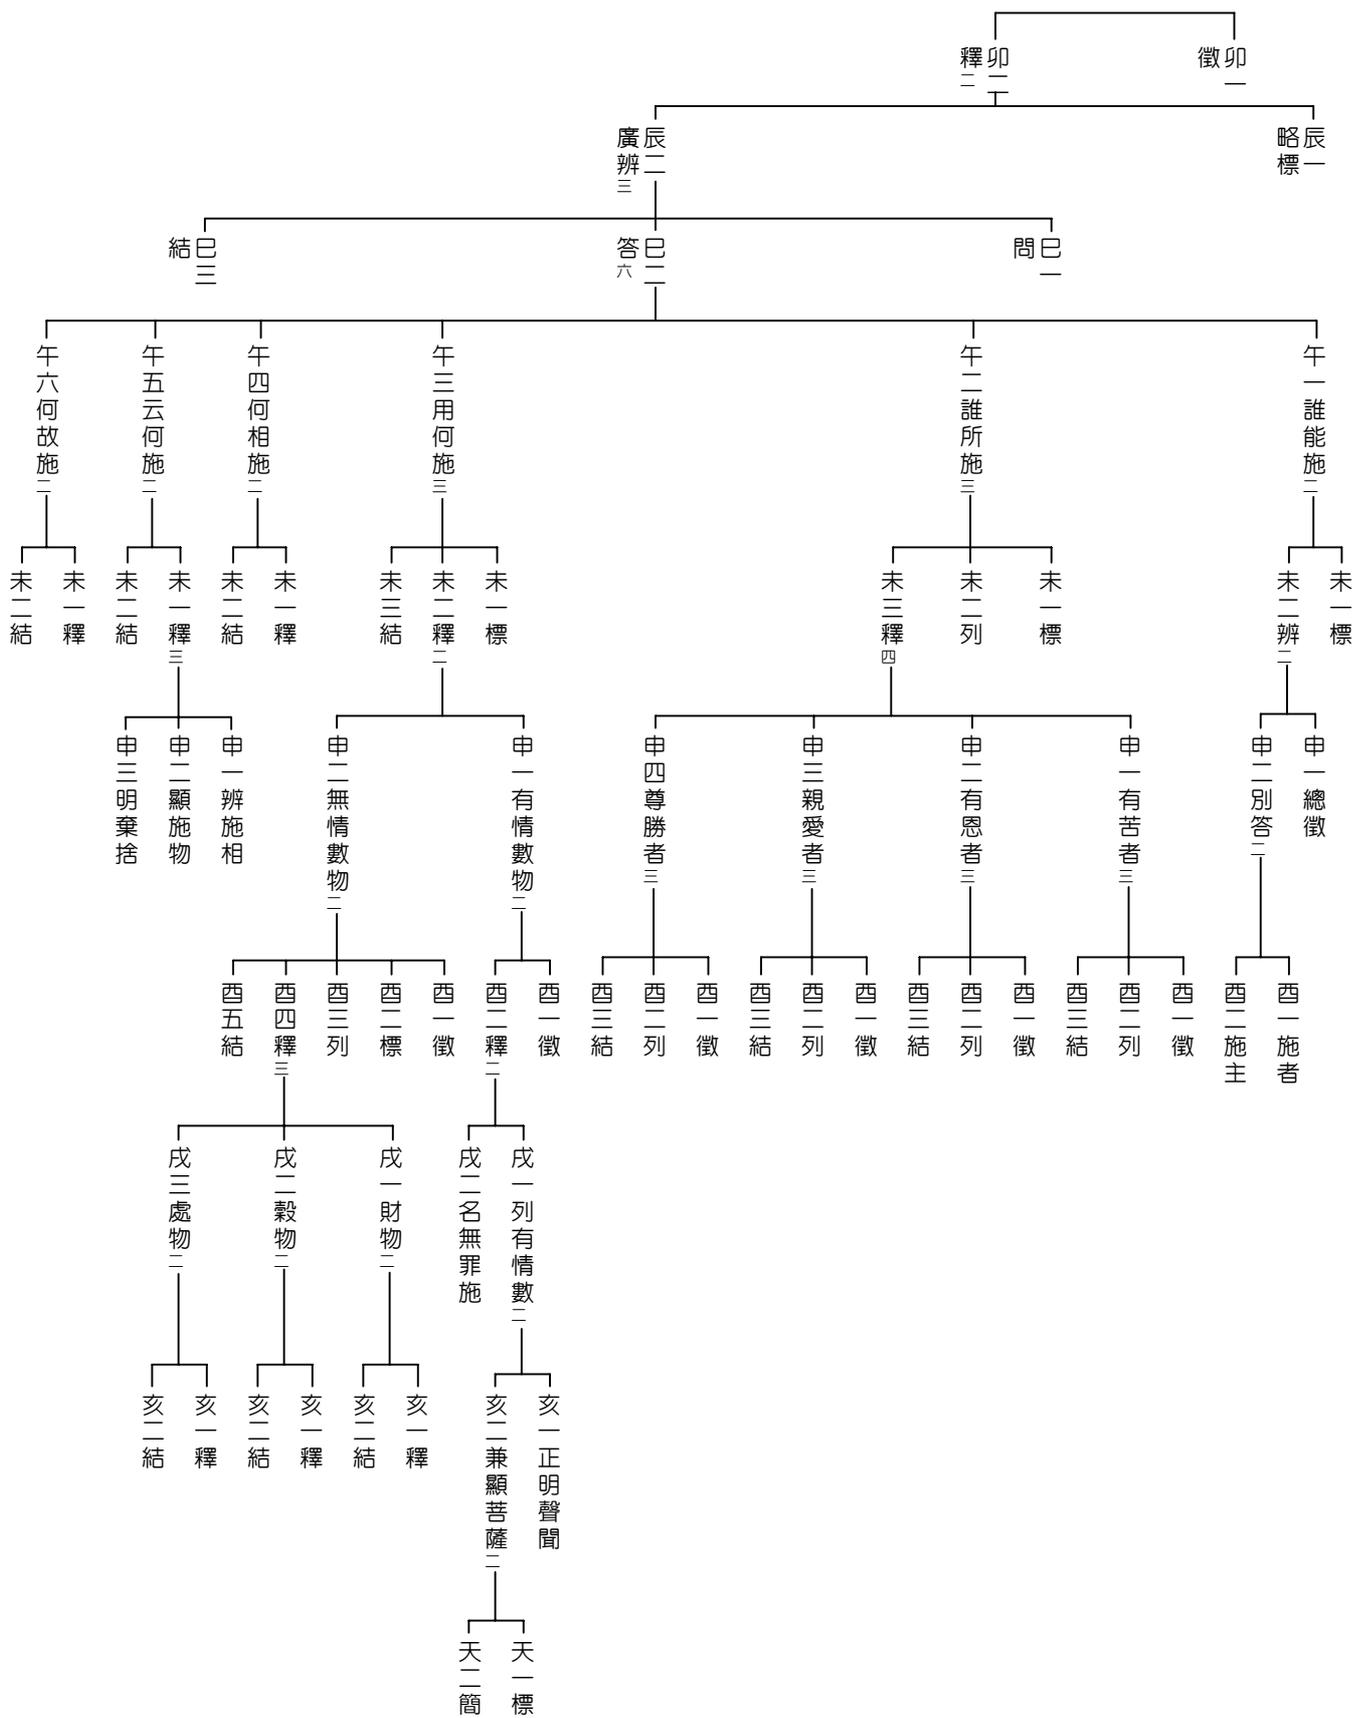 卯一徵
卯二釋二
辰一略標
辰二廣辨三
巳一問
巳二答六
巳三結
午一誰能施二
午二誰所施三
午三用何施三
午四何相施二
午五云何施二
午六何故施二
未一標
未二辨二
未一標
未二列
未三釋四
未一標
未二釋二
未三結
未一釋
未二結
未一釋三
未二結
未一釋
未二結
申一總徵
申二別答二
申一有苦者三
申二有恩者三
申三親愛者三
申四尊勝者三
申一有情數物二
申二無情數物二
申一辨施相
申二顯施物
申三明棄捨
酉一施者
酉二施主
酉一徵
酉二列
酉三結
酉一徵
酉二列
酉三結
酉一徵
酉二列
酉三結
酉一徵
酉二列
酉三結
酉一徵
酉二釋二
酉一徵
酉二標
酉三列
酉四釋三
酉五結
戌一列有情數二
戌二名無罪施
戌一財物二
戌二穀物二
戌三處物二
亥一正明聲聞
亥二兼顯菩薩二
亥一釋
亥二結
亥一釋
亥二結
亥一釋
亥二結
天一標
天二簡